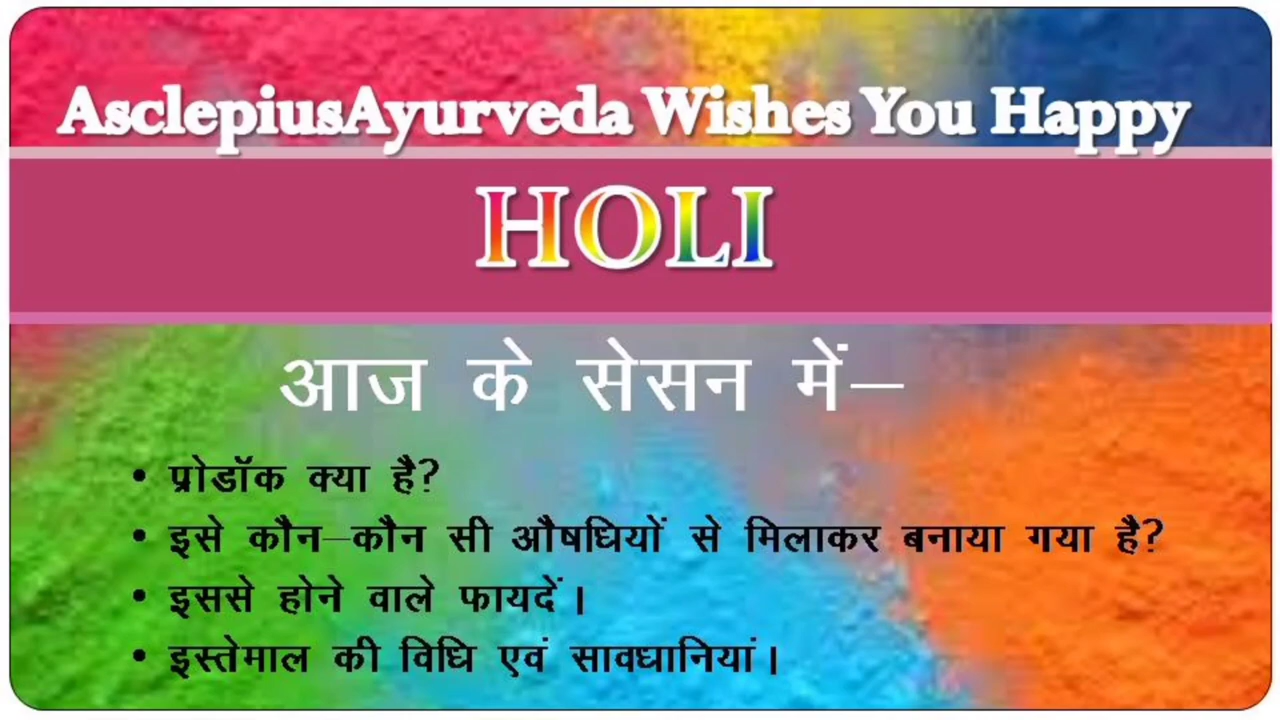 AsclepiusAyurveda Wishes You Happy
HOLI
आज के सेसन में–
• प्रोडॉक क्या है?
• इसे कौन–कौन सी औषधियों से मिलाकर बनाया गया है?
• इससे होने वाले फायदें।
• इस्तेमाल की विधि एवं सावधानियां।